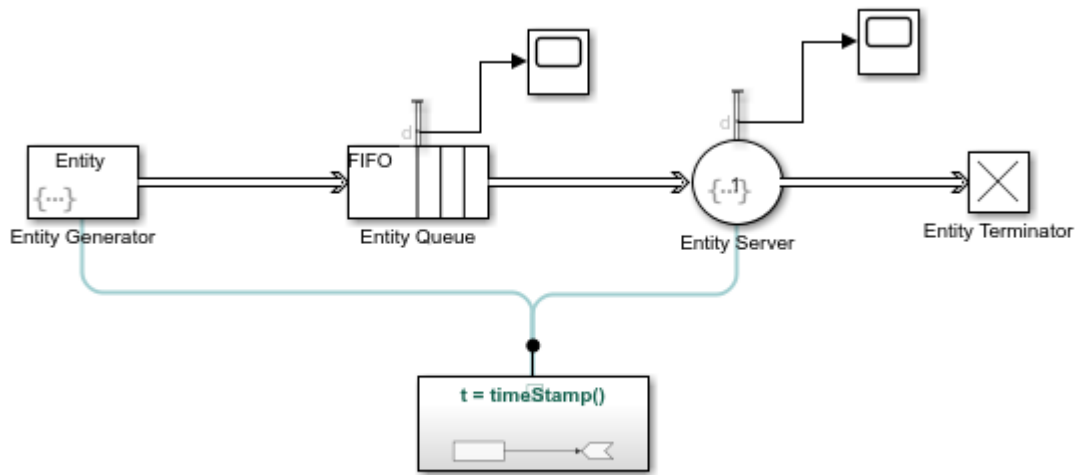 d
d
Entity
{...}
FIFO
{..1}
Entity Generator
Entity Queue
Entity Server
Entity Terminator
t = timeStamp()